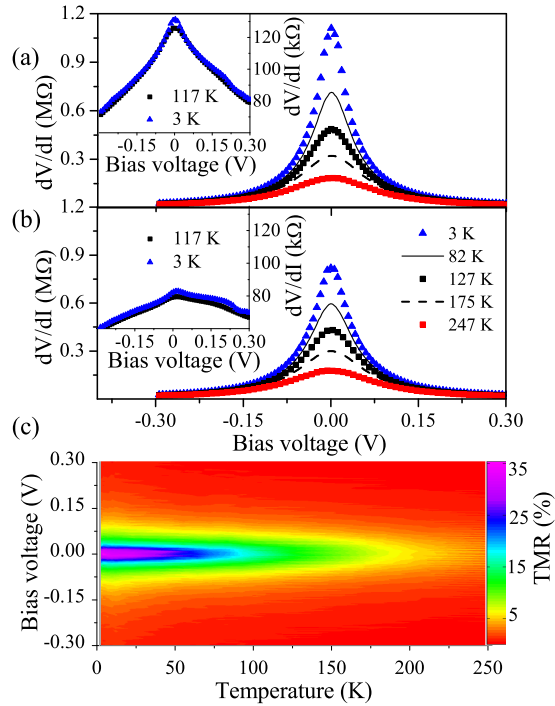 (a)
dV/dI (MΩ)
1.2
0.9
0.6
0.3
1.2
117 K
3 K
-0.15 0.00 0.15 0.30
Bias voltage (V)
120
100
80
dV/dI (kΩ)
(b)
dV/dI (MΩ)
0.9
0.6
0.3
117 K
3 K
-0.15 0.00 0.15 0.30
Bias voltage (V)
120
100
80
60
dV/dI (kΩ)
3 K
82 K
127 K
175 K
247 K
-0.30 -0.15 0.00 0.15 0.30
Bias voltage (V)
(c)
Bias voltage (V)
0.30
0.15
0.00
-0.15
-0.30
0 50 100 150 200 250
Temperature (K)
35
25
15
5
TMR (%)